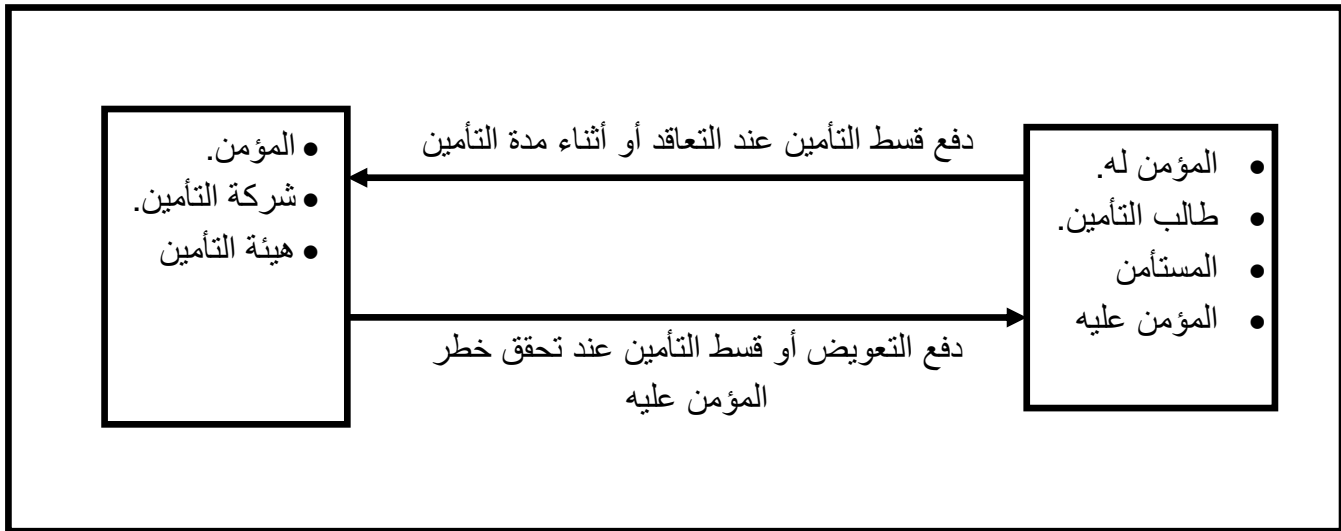 • المؤمن له.
• طالب التأمين.
• المستأمن
• المؤمن عليه
دفع قسط التأمين عند التعاقد أو أثناء مدة التأمين
دفع التعويض أو قسط التأمين عند تحقق خطر
المؤمن عليه
• المؤمن.
• شركة التأمين.
• هيئة التأمين